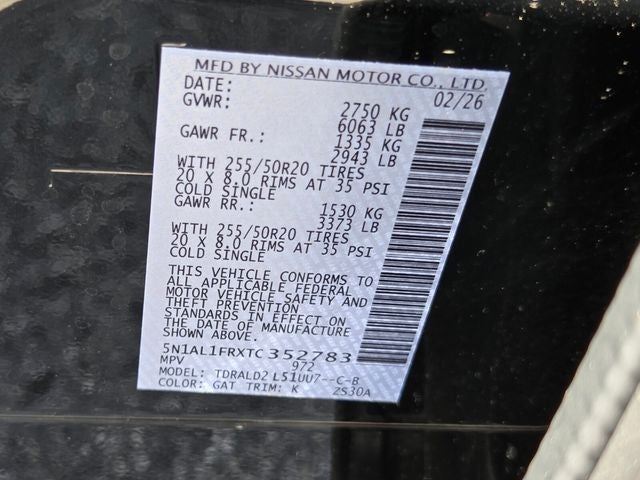 MFD BY NISSAN MOTOR CO., LTD.
DATE: 02/26
GVWR: 2750 KG
6063 LB
GAWR FR.: 1335 KG
2943 LB
WITH 255/50R20 TIRES
20 X 8.0 RIMS AT 35 PSI
COLD SINGLE
GAWR RR.: 1530 KG
3373 LB
WITH 255/50R20 TIRES
20 X 8.0 RIMS AT 35 PSI
COLD SINGLE
THIS VEHICLE CONFORMS TO
ALL APPLICABLE FEDERAL
MOTOR VEHICLE SAFETY AND
THEFT PREVENTION
STANDARDS IN EFFECT ON
THE DATE OF MANUFACTURE
SHOWN ABOVE.
5N1AL1FRXTC352783
MPV 972
MODEL: TDRALD2 L51UU7--C-B
COLOR: GAT TRIM: K ZS30A